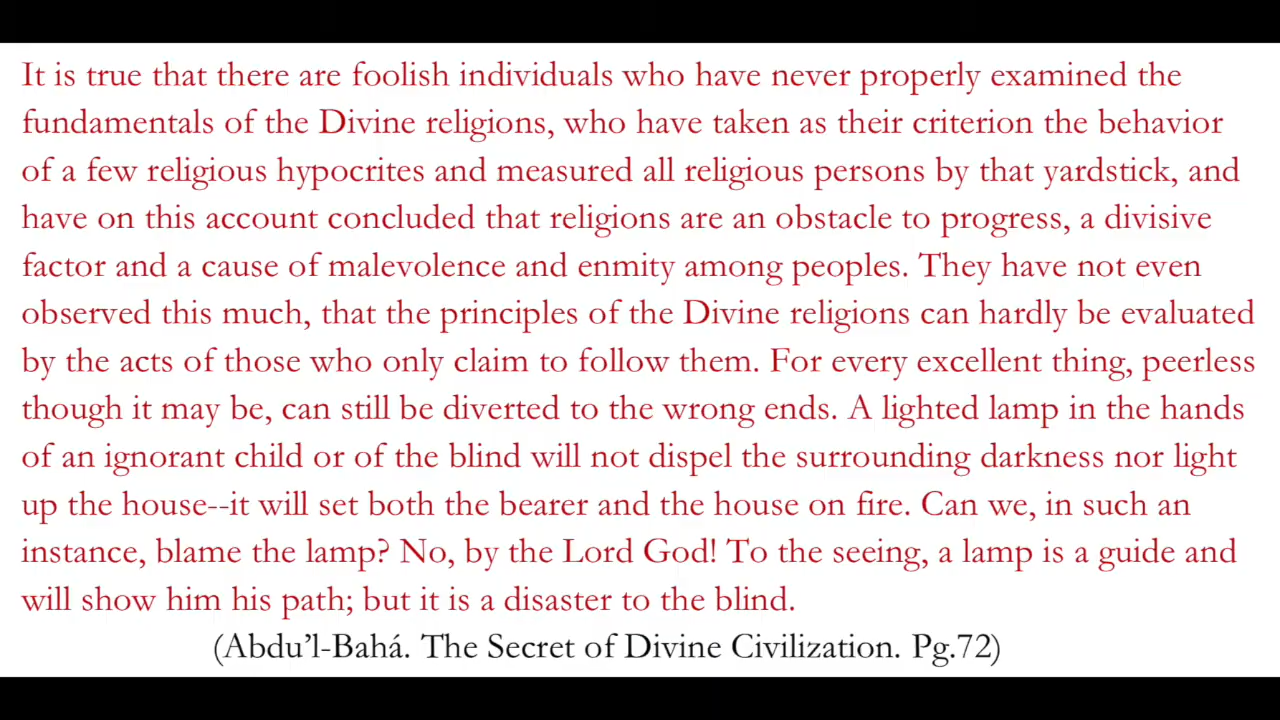 It is true that there are foolish individuals who have never properly examined the
fundamentals of the Divine religions, who have taken as their criterion the behavior
of a few religious hypocrites and measured all religious persons by that yardstick, and
have on this account concluded that religions are an obstacle to progress, a divisive
factor and a cause of malevolence and enmity among peoples. They have not even
observed this much, that the principles of the Divine religions can hardly be evaluated
by the acts of those who only claim to follow them. For every excellent thing, peerless
though it may be, can still be diverted to the wrong ends. A lighted lamp in the hands
of an ignorant child or of the blind will not dispel the surrounding darkness nor light
up the house--it will set both the bearer and the house on fire. Can we, in such an
instance, blame the lamp? No, by the Lord God! To the seeing, a lamp is a guide and
will show him his path; but it is a disaster to the blind.
(Abdu’l-Bahá. The Secret of Divine Civilization. Pg.72)